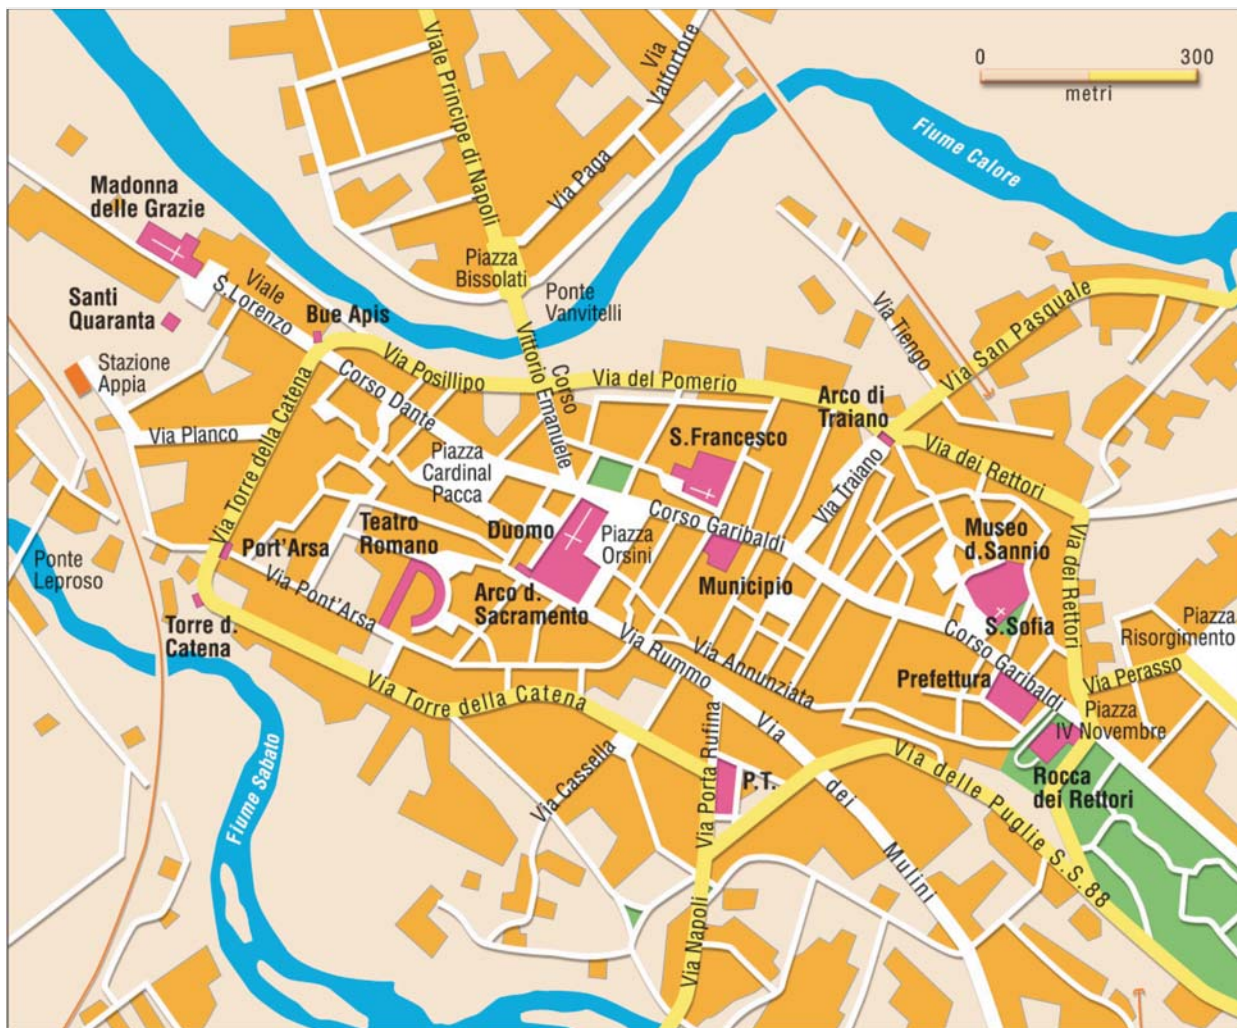 0 300
metri
Fiume Calore
Viale Principe di Napoli
Via
Valfortore
Via Paga
Madonna
delle Grazie
Piazza
Bissolati
Ponte
Vanvitelli
Santi
Quaranta
Viale
S.Lorenzo
Bue Apis
Via Tiengo
Via San Pasquale
Stazione
Appia
Via Posillipo
Corso
Vittorio Emanuele
Via del Pomerio
Arco di
Traiano
Corso Dante
Via Planco
Via Torre della Catena
Piazza
Cardinal
Pacca
S.Francesco
Via Traiano
Via dei Rettori
Ponte
Leproso
Port'Arsa
Teatro
Romano
Duomo
Piazza
Orsini
Corso Garibaldi
Municipio
Museo
d.Sannio
Via dei Rettori
Via Pont'Arsa
Arco d.
Sacramento
S.Sofia
Piazza
Risorgimento
Torre d.
Catena
Via Rummo
Via Annunziata
Corso Garibaldi
Prefettura
Via Perasso
Via Torre della Catena
Piazza
IV Novembre
Fiume Sabato
Via Cassella
Via Porta Rufina
P.T.
Via
dei
Mulini
Via delle Puglie S.S.88
Rocca
dei Rettori
Via Napoli